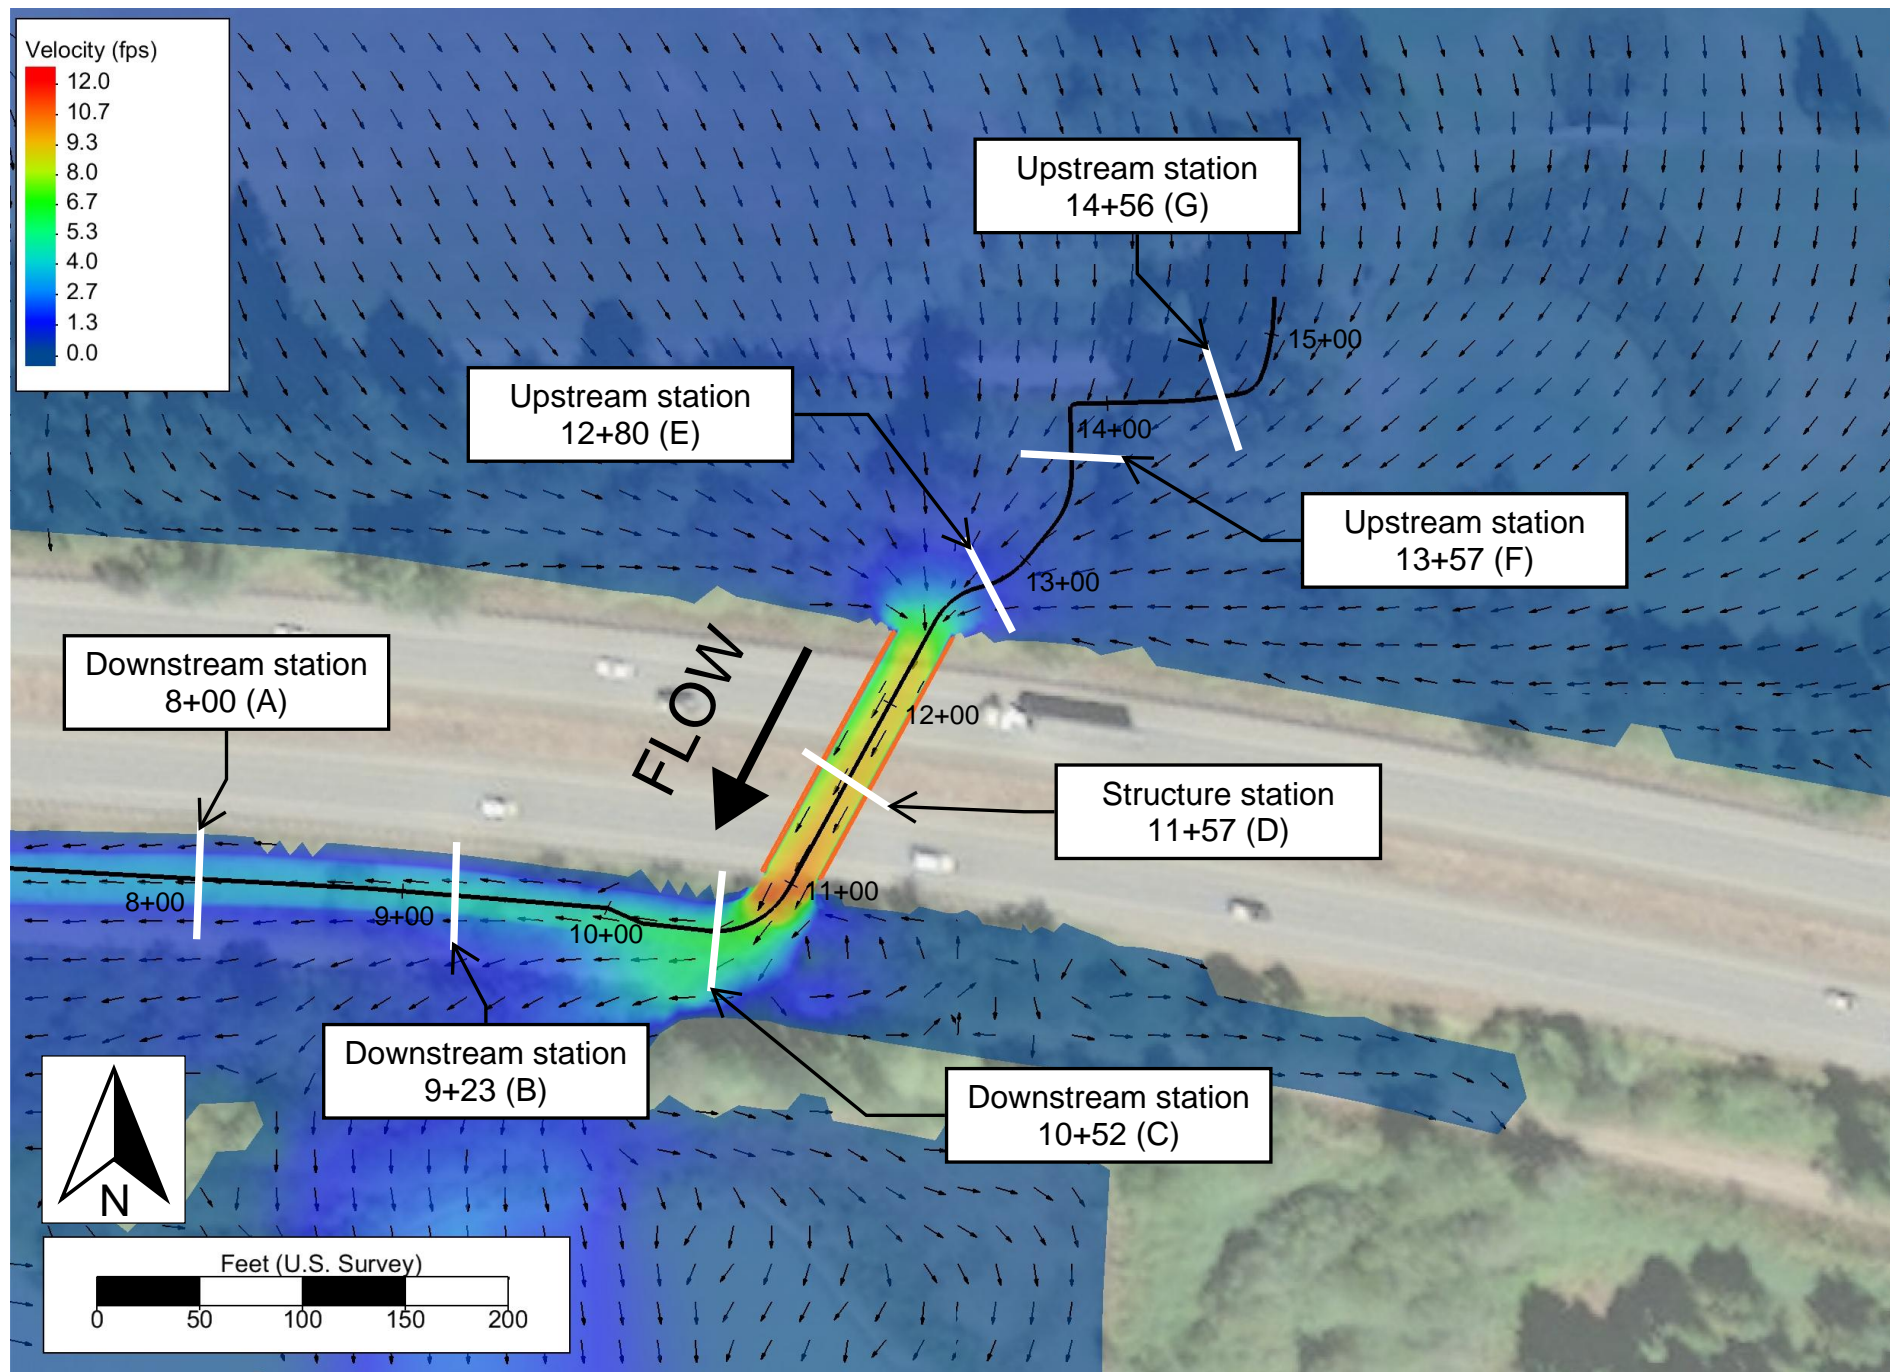 Velocity (fps)
12.0
10.7
9.3
8.0
6.7
5.3
4.0
2.7
1.3
0.0
Upstream station
14+56 (G)
15+00
Upstream station
12+80 (E)
14+00
Upstream station
13+57 (F)
13+00
Downstream station
8+00 (A)
FLOW
12+00
Structure station
11+57 (D)
11+00
8+00
9+00
10+00
Downstream station
9+23 (B)
Downstream station
10+52 (C)
N
Feet (U.S. Survey)
0
50
100
150
200